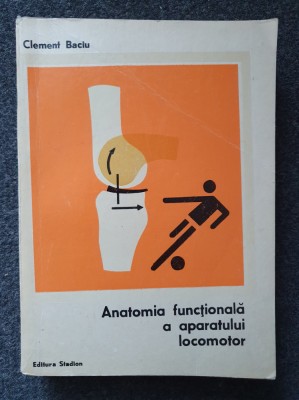 Clement Baciu
Anatomia funcțională
a aparatului
locomotor
Editura Stadion